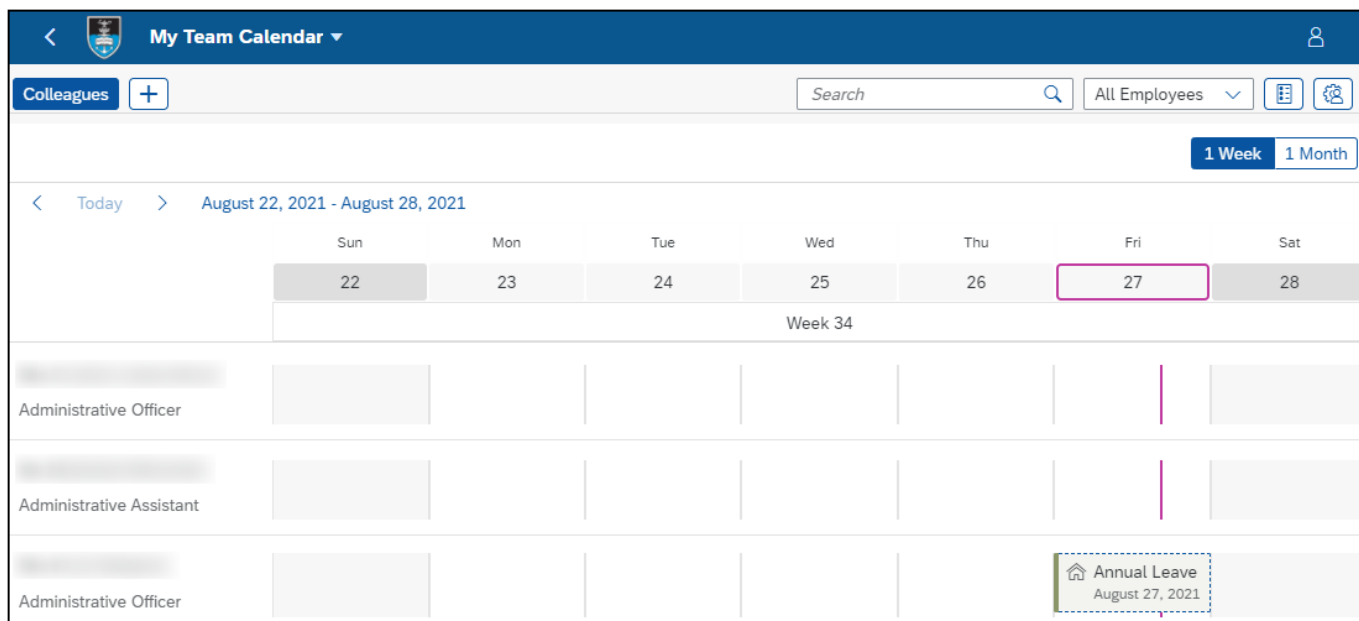 My Team Calendar
Colleagues + Search All Employees
1 Week 1 Month
Today August 22, 2021 - August 28, 2021
Sun Mon Tue Wed Thu Fri Sat
22 23 24 25 26 27 28
Week 34
Administrative Officer
Administrative Assistant
Annual Leave
August 27, 2021
Administrative Officer